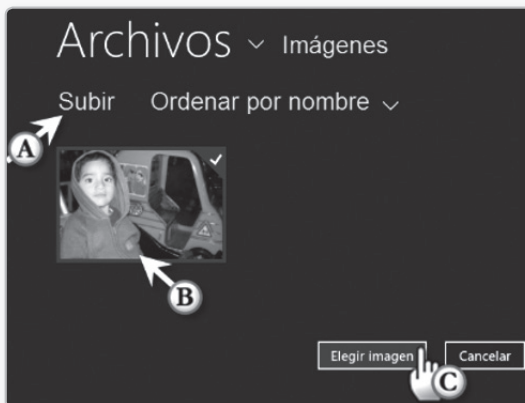 Archivos Imágenes
Subir Ordenar por nombre
A
B
Elegir imagen Cancelar
C